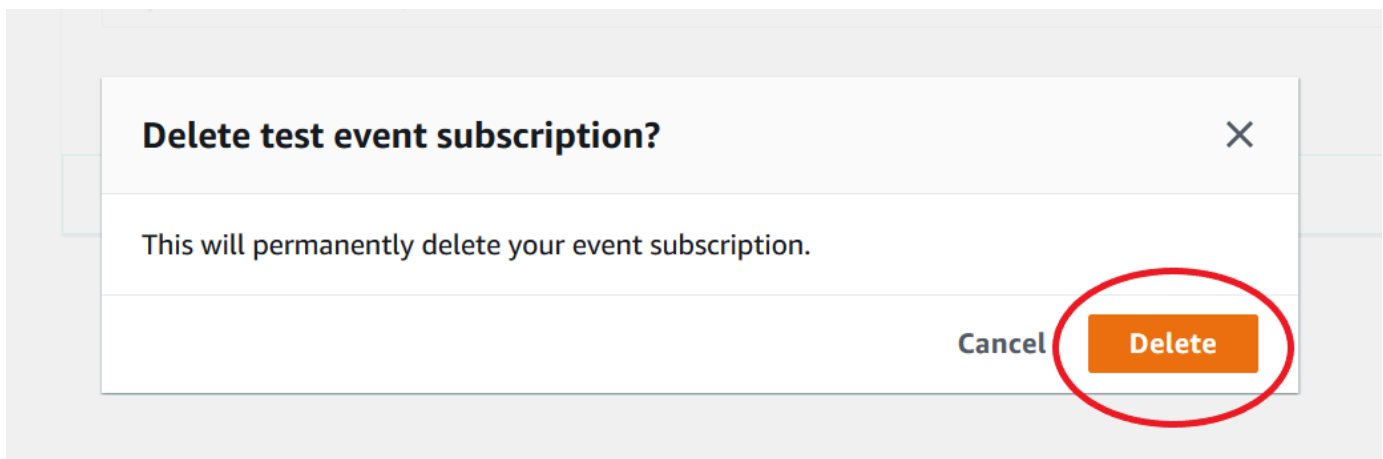 Delete test event subscription?
This will permanently delete your event subscription.
Cancel Delete